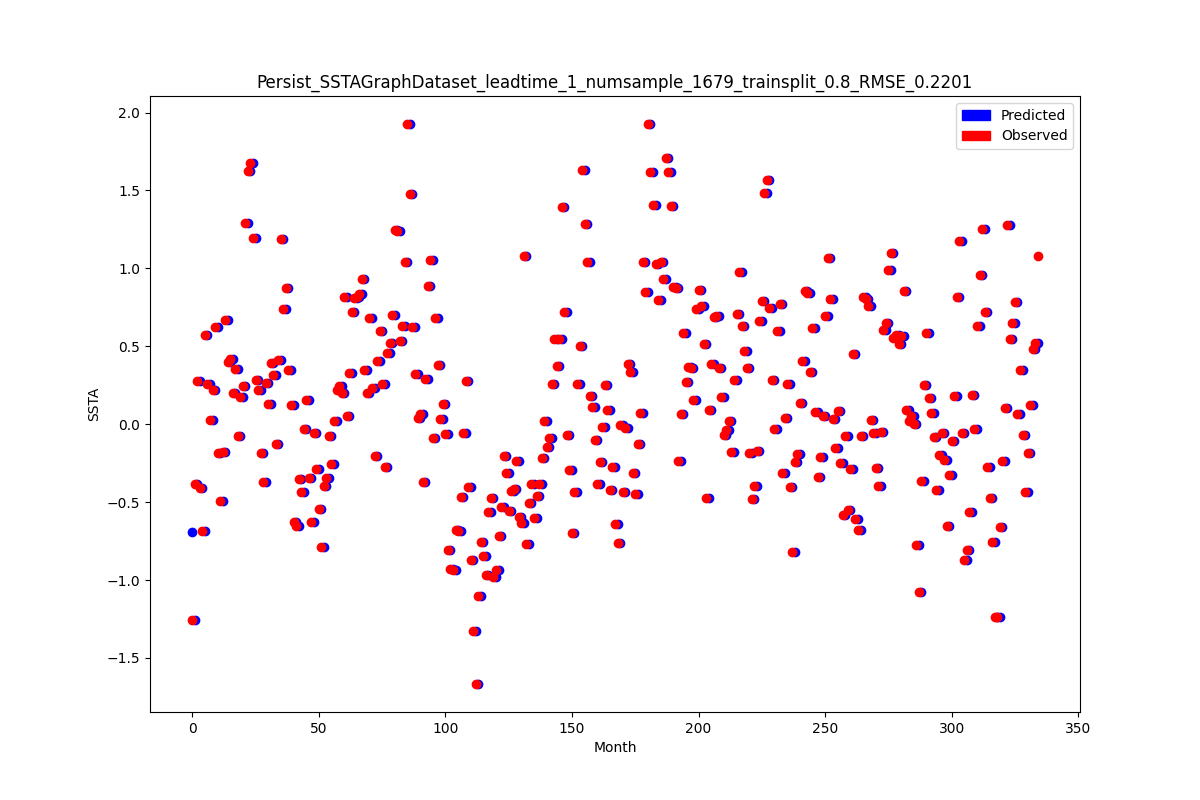 Persist_SSTAGraphDataset_leadtime_1_numsample_1679_trainsplit_0.8_RMSE_0.2201
Predicted
Observed
2.0
1.5
1.0
0.5
0.0
−0.5
−1.0
−1.5
SSTA
0 50 100 150 200 250 300 350
Month